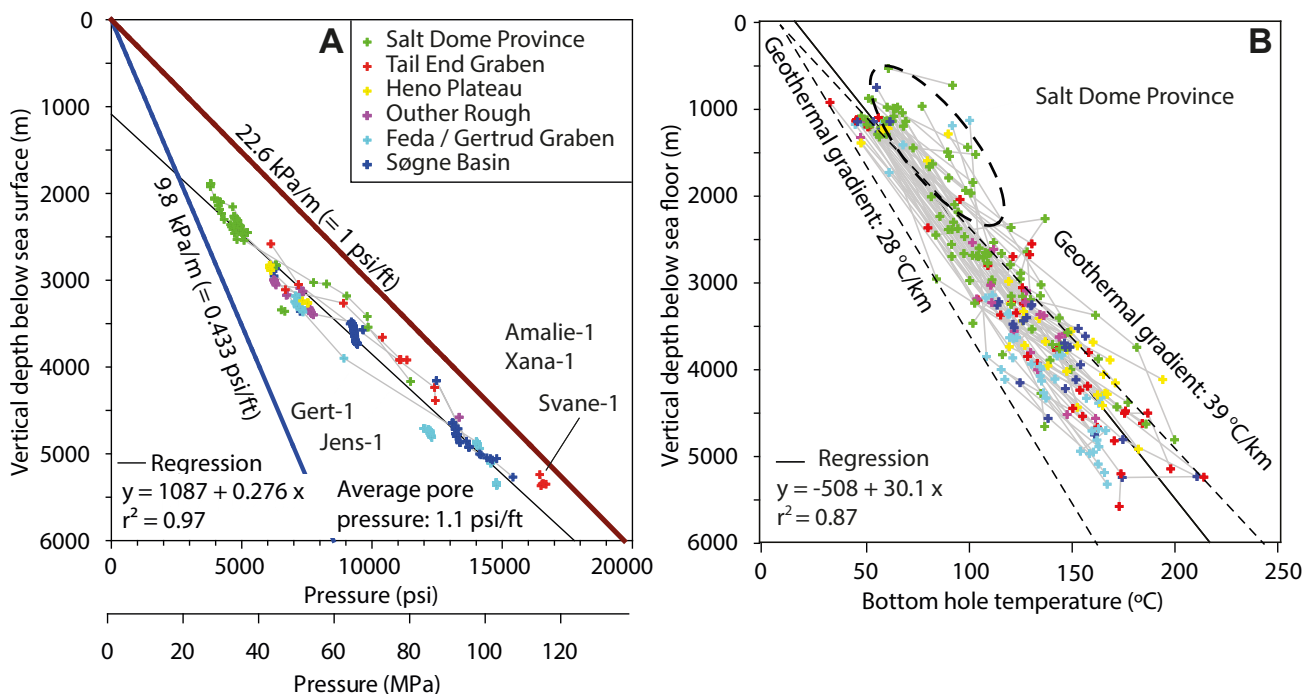 A
0
1000
2000
3000
4000
5000
6000
Vertical depth below sea surface (m)
Salt Dome Province
Tail End Graben
Heno Plateau
Outher Rough
Feda / Gertrud Graben
Søgne Basin
22.6 kPa/m (= 1 psi/ft)
9.8 kPa/m (= 0.433 psi/ft)
Amalie-1
Xana-1
Svane-1
Gert-1
Jens-1
Regression
y = 1087 + 0.276 x
r² = 0.97
Average pore
pressure: 1.1 psi/ft
0 5000 10000 15000 20000
Pressure (psi)
0 20 40 60 80 100 120
Pressure (MPa)
B
0
1000
2000
3000
4000
5000
6000
Vertical depth below sea floor (m)
Salt Dome Province
Geothermal gradient: 28 °C/km
Geothermal gradient: 39 °C/km
Regression
y = -508 + 30.1 x
r² = 0.87
0 50 100 150 200 250
Bottom hole temperature (ºC)